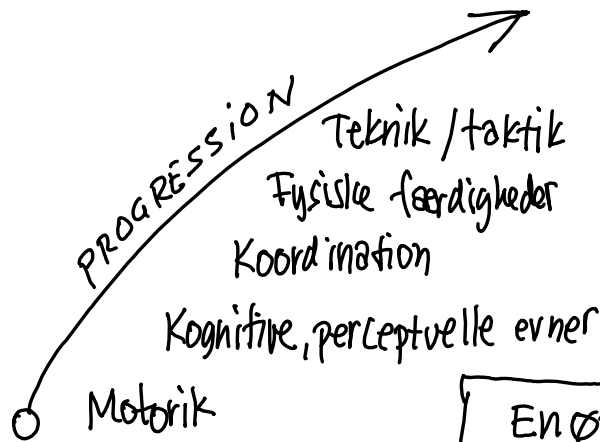 PROGRESSION
Teknik / taktik
Fysiske færdigheder
Koordination
Kognitive, perceptuelle evner
Motorik